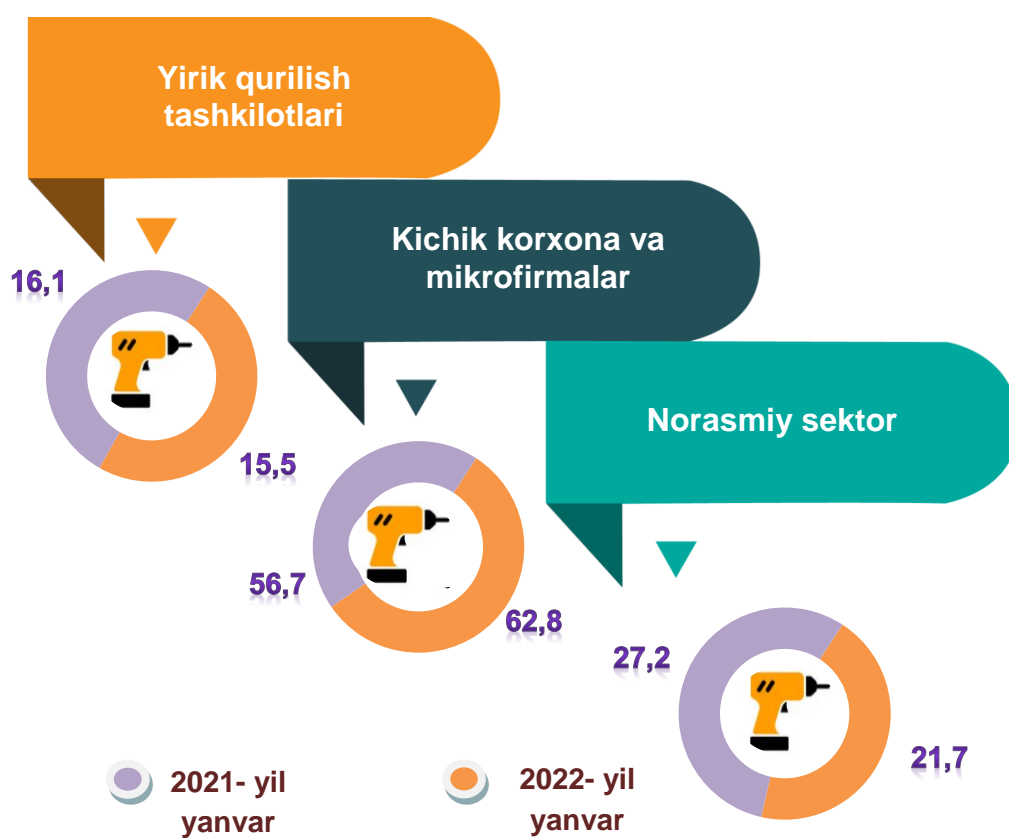 Yirik qurilish
tashkilotlari
Kichik korxona va
mikrofirmalar
16,1
Norasmiy sektor
15,5
56,7
62,8
27,2
21,7
2021- yil
yanvar
2022- yil
yanvar